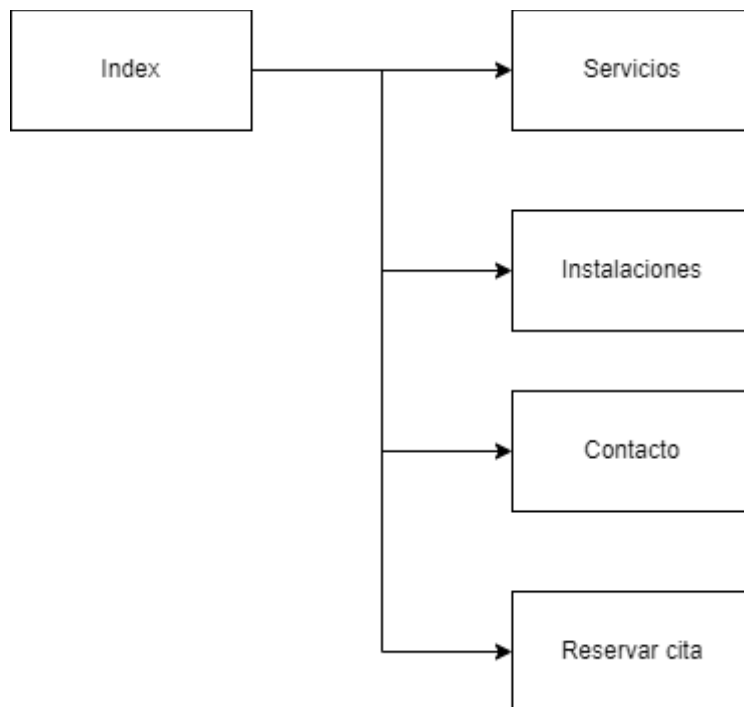 Index
Servicios
Instalaciones
Contacto
Reservar cita